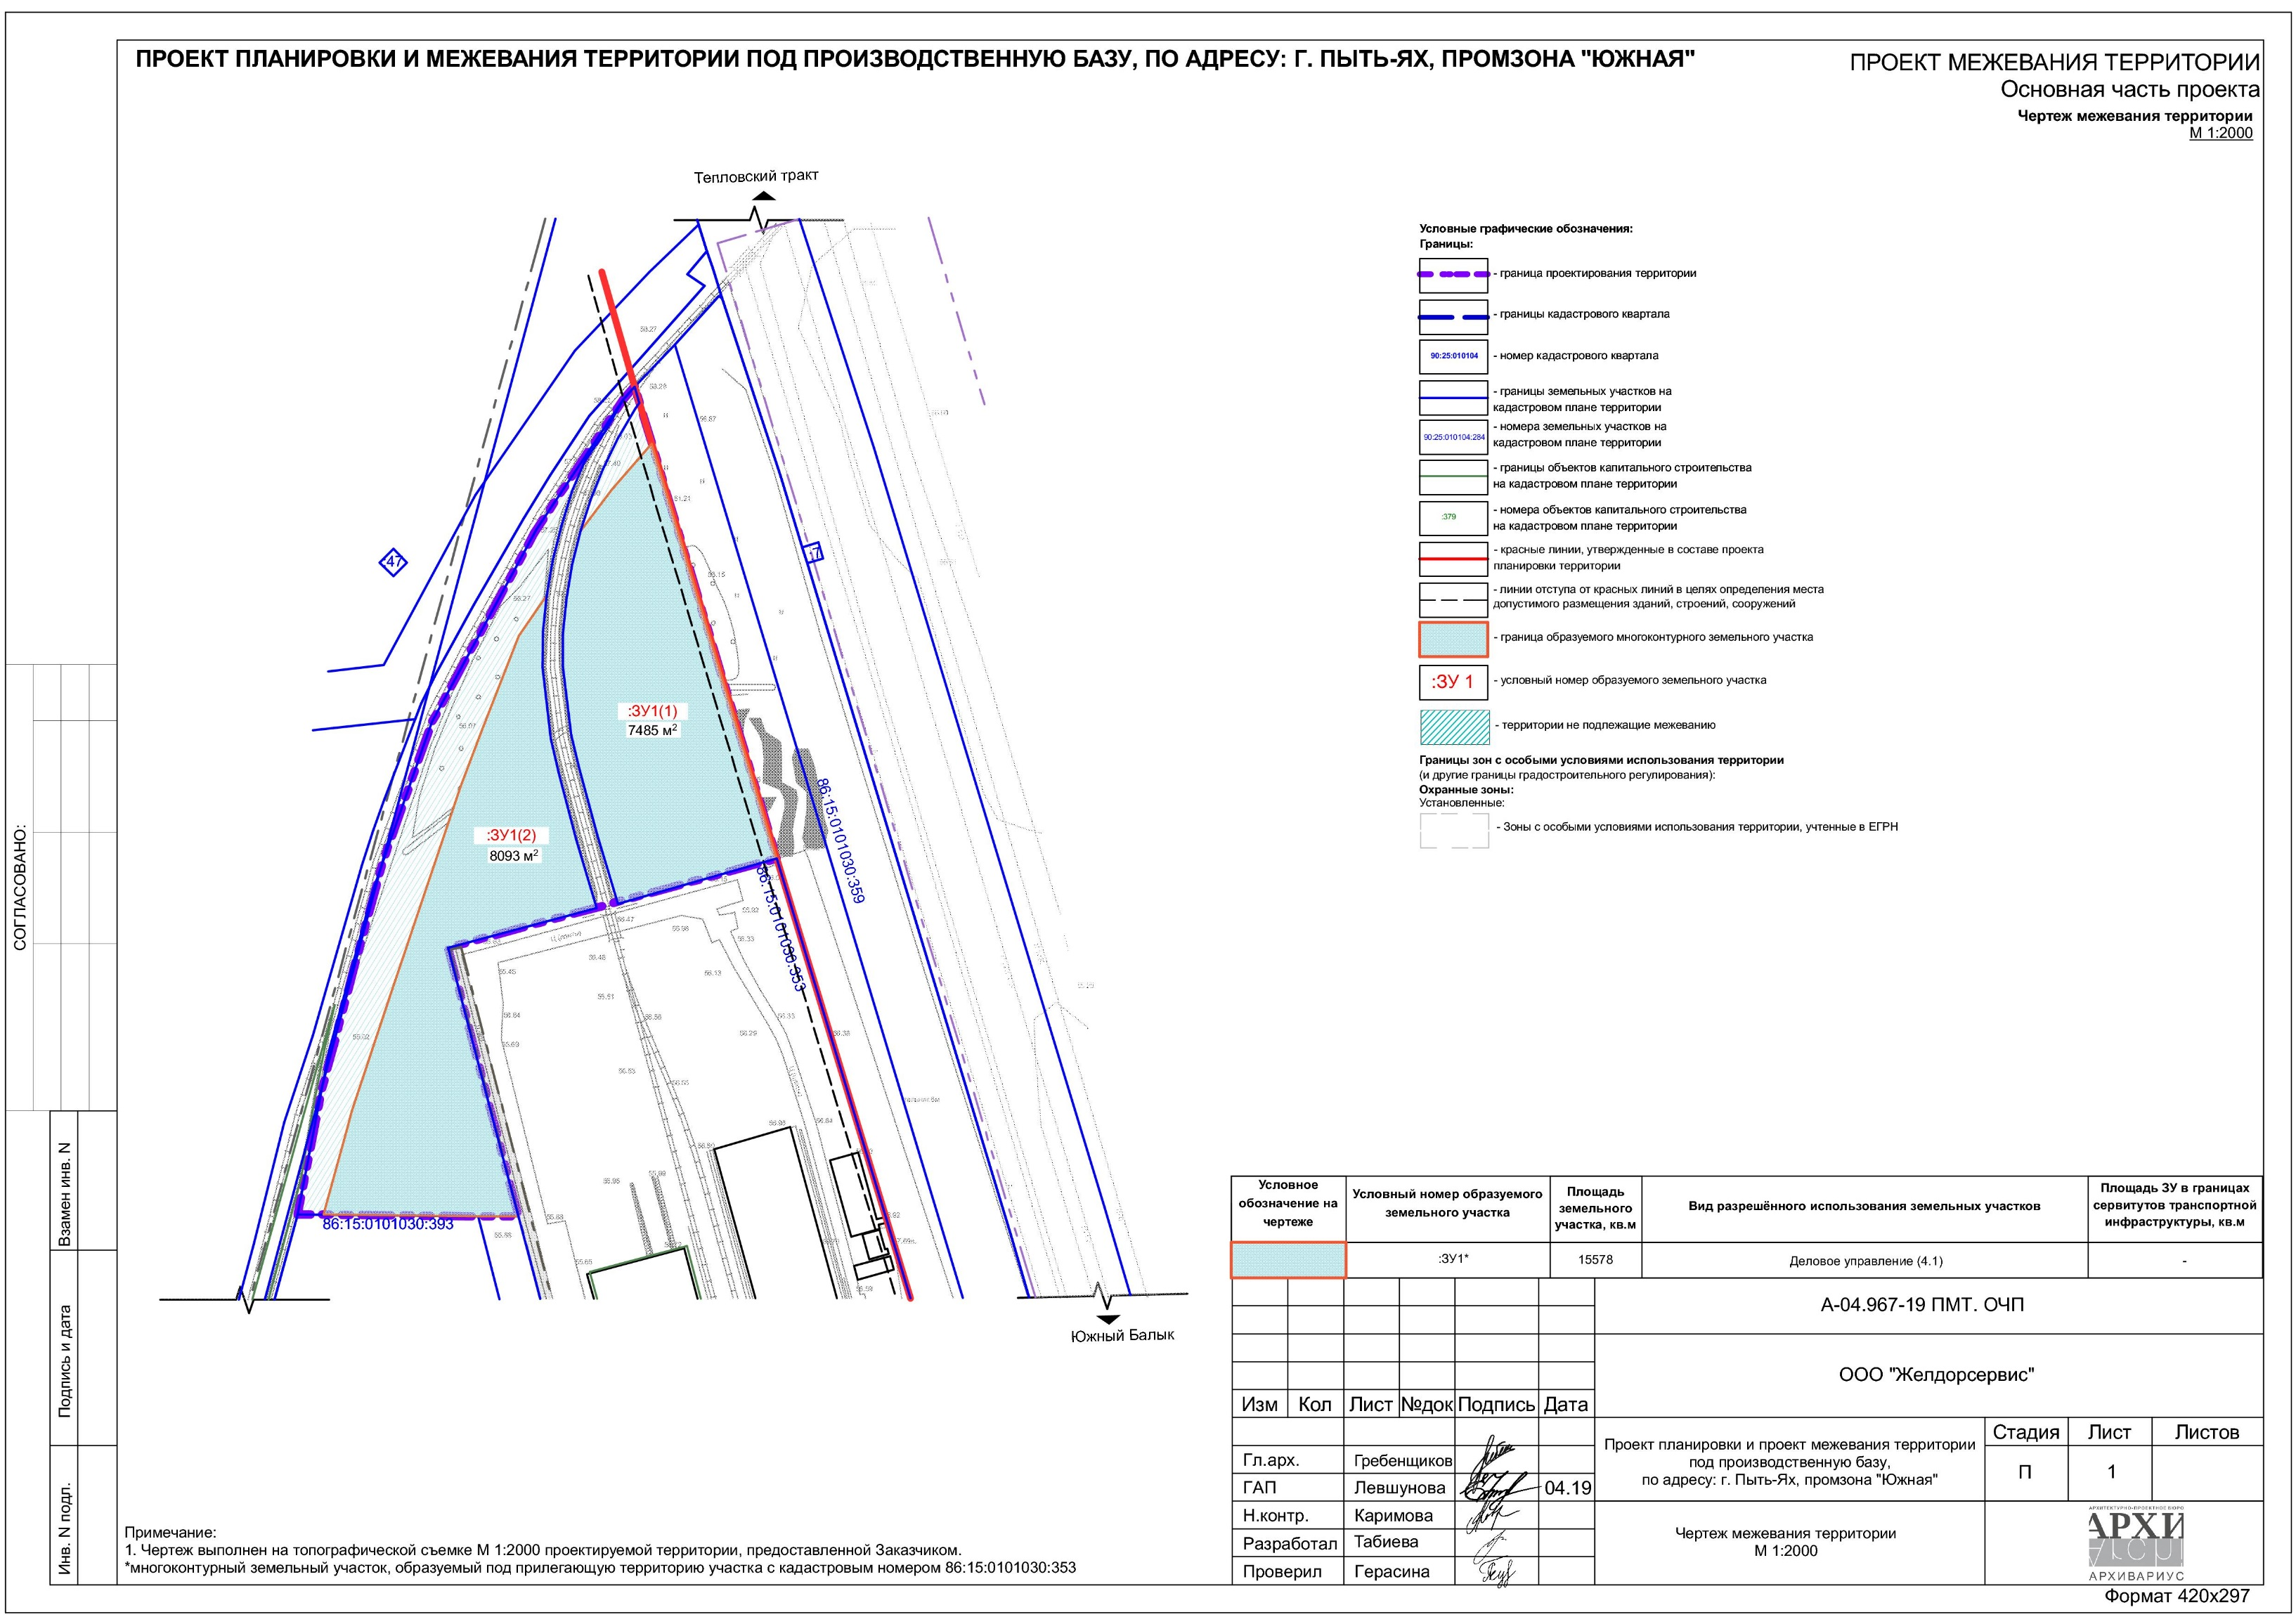 ПРОЕКТ ПЛАНИРОВКИ И МЕЖЕВАНИЯ ТЕРРИТОРИИ ПОД ПРОИЗВОДСТВЕННУЮ БАЗУ, ПО АДРЕСУ: Г. ПЫТЬ-ЯХ, ПРОМЗОНА "ЮЖНАЯ"
ПРОЕКТ МЕЖЕВАНИЯ ТЕРРИТОРИИ
Основная часть проекта
Чертеж межевания территории
М 1:2000
Тепловский тракт
47
:7
:ЗУ1(1)
7485 м²
:ЗУ1(2)
8093 м²
86:15:0101030:359
86:15:0101030:353
86:15:0101030:393
Южный Балык
Условные графические обозначения:
Границы:
- граница проектирования территории
- границы кадастрового квартала
90:25:010104
- номер кадастрового квартала
- границы земельных участков на
кадастровом плане территории
90:25:010104:284
- номера земельных участков на
кадастровом плане территории
- границы объектов капитального строительства
на кадастровом плане территории
:379
- номера объектов капитального строительства
на кадастровом плане территории
- красные линии, утвержденные в составе проекта
планировки территории
- линии отступа от красных линий в целях определения места
допустимого размещения зданий, строений, сооружений
- граница образуемого многоконтурного земельного участка
:ЗУ 1
- условный номер образуемого земельного участка
- территории не подлежащие межеванию
Границы зон с особыми условиями использования территории
(и другие границы градостроительного регулирования):
Охранные зоны:
Установленные:
- Зоны с особыми условиями использования территории, учтенные в ЕГРН
СОГЛАСОВАНО:
Взамен инв. N
Подпись и дата
Инв. N подл.
Условное
обозначение на
чертеже
Условный номер образуемого
земельного участка
Площадь
земельного
участка, кв.м
Вид разрешённого использования земельных участков
Площадь ЗУ в границах
сервитутов транспортной
инфраструктуры, кв.м
:ЗУ1*
15578
Деловое управление (4.1)
-
А-04.967-19 ПМТ. ОЧП
ООО "Желдорсервис"
Изм Кол Лист №док Подпись Дата
Гл.арх. Гребенщиков
ГАП Левшунова 04.19
Н.контр. Каримова
Разработал Табиева
Проверил Герасина
Проект планировки и проект межевания территории
под производственную базу,
по адресу: г. Пыть-Ях, промзона "Южная"
Стадия Лист Листов
П 1
Чертеж межевания территории
М 1:2000
АРХИТЕКТУРНО-ПРОЕКТНОЕ БЮРО
АРХИ
АРХИВАРИУС
Формат 420x297
Примечание:
1. Чертеж выполнен на топографической съемке М 1:2000 проектируемой территории, предоставленной Заказчиком.
*многоконтурный земельный участок, образуемый под прилегающую территорию участка с кадастровым номером 86:15:0101030:353